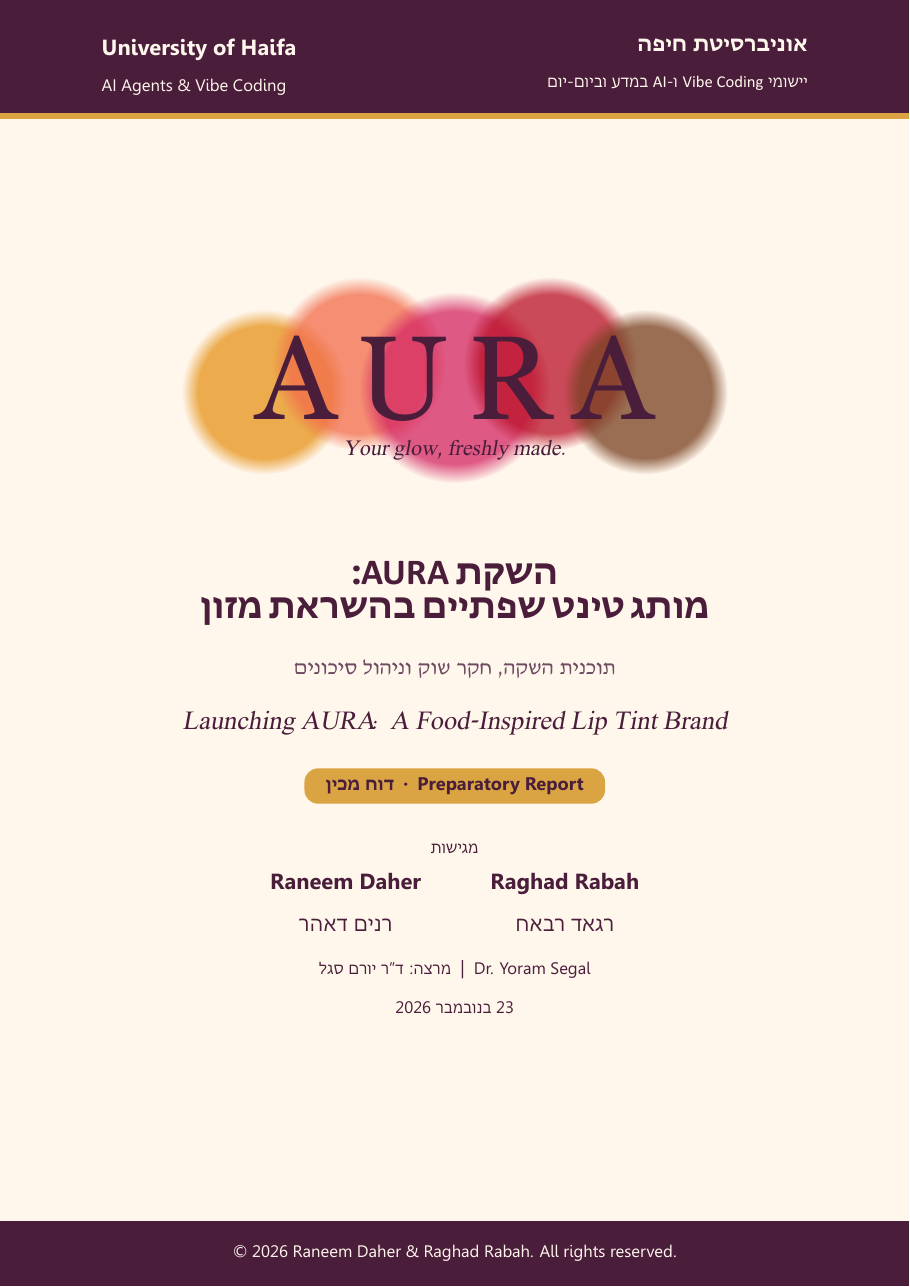 University of Haifa
אוניברסיטת חיפה
AI Agents & Vibe Coding
יישומי Vibe Coding ו-AI במדע וביום-יום
AURA
Your glow, freshly made.
השקת AURA:
מותג טינט שפתיים בהשראת מזון
תוכנית השקה, חקר שוק וניהול סיכונים
Launching AURA: A Food-Inspired Lip Tint Brand
דוח מכין · Preparatory Report
מגישות
Raneem Daher Raghad Rabah
רגאד רבאח רנים דאהר
מרצה: ד״ר יורם סגל | Dr. Yoram Segal
23 בנובמבר 2026
© 2026 Raneem Daher & Raghad Rabah. All rights reserved.